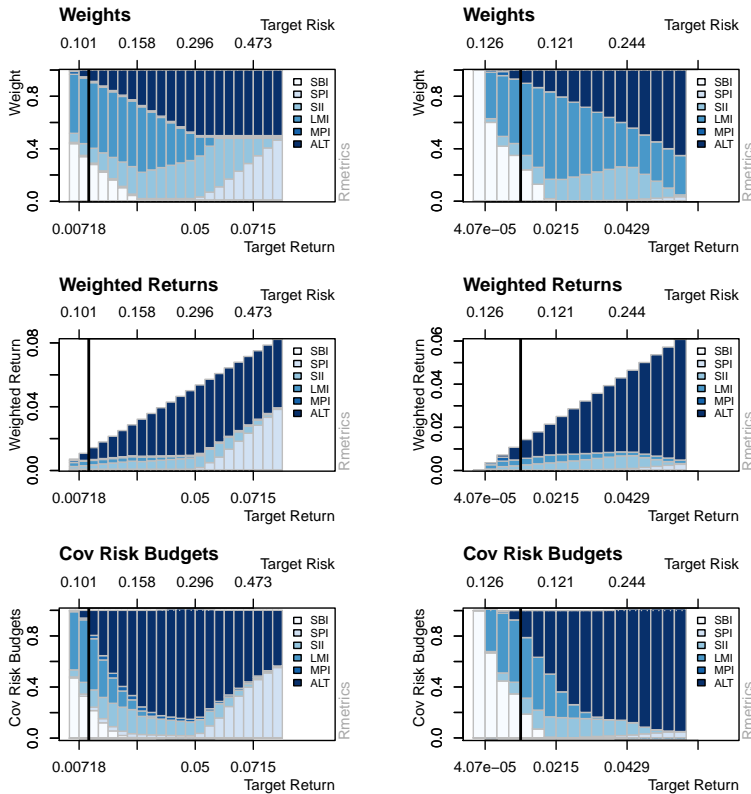 Weights
Target Risk
0.101 0.158 0.296 0.473
Weight
0.0 0.4 0.8
SBI
SPI
SII
LMI
MPI
ALT
Rmetrics
0.00718 0.05 0.0715
Target Return
Weights
Target Risk
0.126 0.121 0.244
Weight
0.0 0.4 0.8
SBI
SPI
SII
LMI
MPI
ALT
Rmetrics
4.07e-05 0.0215 0.0429
Target Return
Weighted Returns
Target Risk
0.101 0.158 0.296 0.473
Weighted Return
0.00 0.04 0.08
SBI
SPI
SII
LMI
MPI
ALT
Rmetrics
0.00718 0.05 0.0715
Target Return
Weighted Returns
Target Risk
0.126 0.121 0.244
Weighted Return
0.00 0.02 0.04 0.06
SBI
SPI
SII
LMI
MPI
ALT
Rmetrics
4.07e-05 0.0215 0.0429
Target Return
Cov Risk Budgets
Target Risk
0.101 0.158 0.296 0.473
Cov Risk Budgets
0.0 0.4 0.8
SBI
SPI
SII
LMI
MPI
ALT
Rmetrics
0.00718 0.05 0.0715
Target Return
Cov Risk Budgets
Target Risk
0.126 0.121 0.244
Cov Risk Budgets
0.0 0.4 0.8
SBI
SPI
SII
LMI
MPI
ALT
Rmetrics
4.07e-05 0.0215 0.0429
Target Return